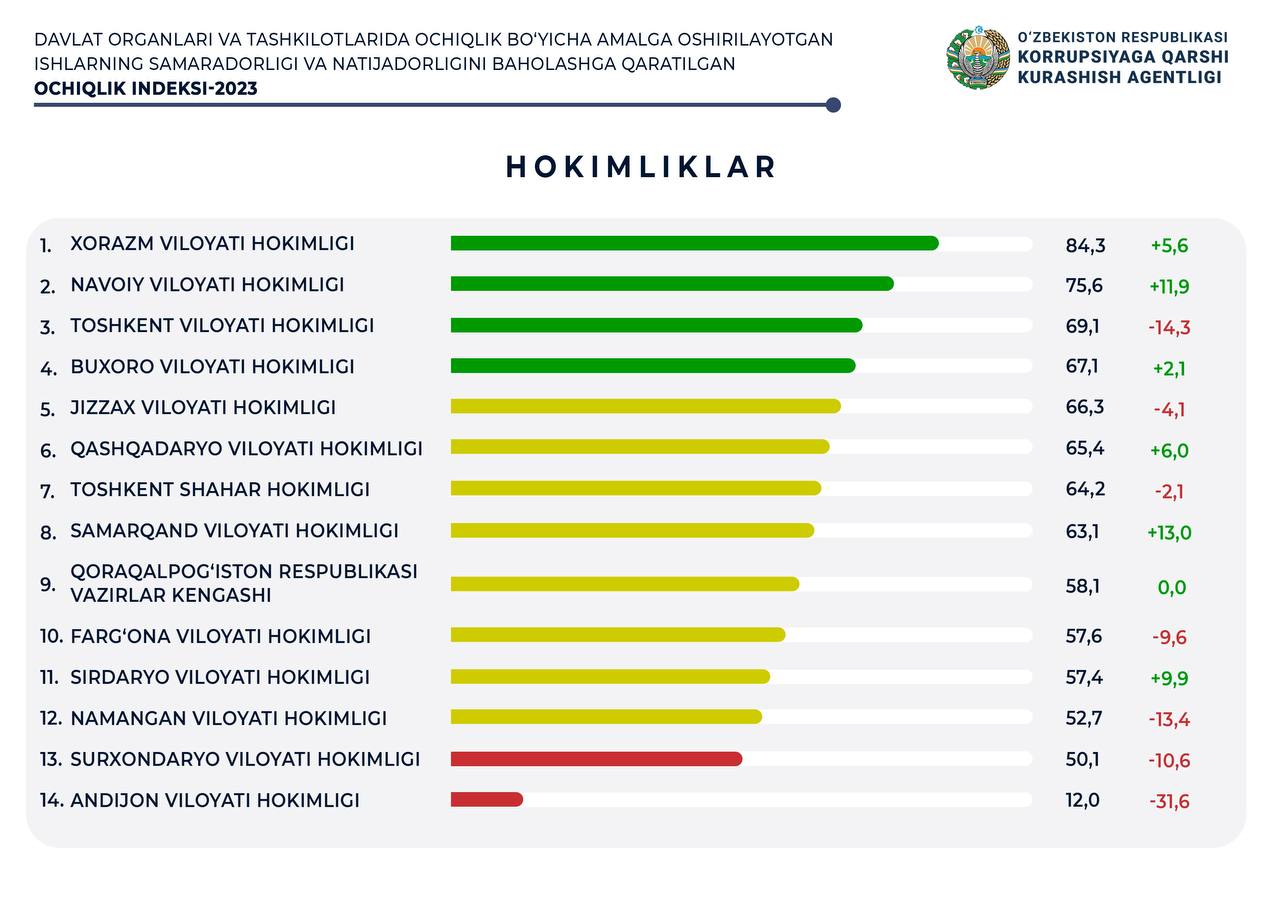 DAVLAT ORGANLARI VA TASHKILOTLARIDA OCHIQLIK BO‘YICHA AMALGA OSHIRILAYOTGAN
ISHLARNING SAMARADORLIGI VA NATIJADORLIGINI BAHOLASHGA QARATILGAN
OCHIQLIK INDEKSI-2023
O‘ZBEKISTON RESPUBLIKASI
KORRUPSIYAGA QARSHI
KURASHISH AGENTLIGI
HOKIMLIKLAR
1. XORAZM VILOYATI HOKIMLIGI 84,3 +5,6
2. NAVOIY VILOYATI HOKIMLIGI 75,6 +11,9
3. TOSHKENT VILOYATI HOKIMLIGI 69,1 -14,3
4. BUXORO VILOYATI HOKIMLIGI 67,1 +2,1
5. JIZZAX VILOYATI HOKIMLIGI 66,3 -4,1
6. QASHQADARYO VILOYATI HOKIMLIGI 65,4 +6,0
7. TOSHKENT SHAHAR HOKIMLIGI 64,2 -2,1
8. SAMARQAND VILOYATI HOKIMLIGI 63,1 +13,0
9. QORAQALPOG‘ISTON RESPUBLIKASI
VAZIRLAR KENGASHI 58,1 0,0
10. FARG‘ONA VILOYATI HOKIMLIGI 57,6 -9,6
11. SIRDARYO VILOYATI HOKIMLIGI 57,4 +9,9
12. NAMANGAN VILOYATI HOKIMLIGI 52,7 -13,4
13. SURXONDARYO VILOYATI HOKIMLIGI 50,1 -10,6
14. ANDIJON VILOYATI HOKIMLIGI 12,0 -31,6